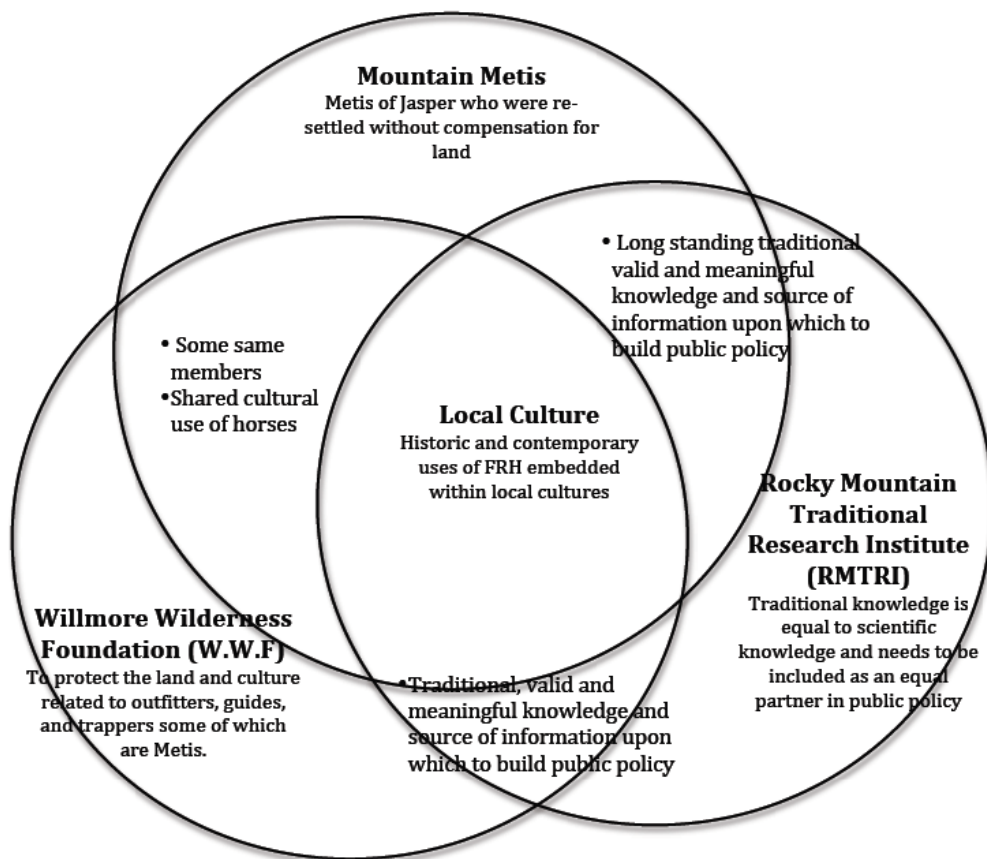 Mountain Metis
Metis of Jasper who were re-
settled without compensation for
land
• Long standing traditional
valid and meaningful
knowledge and source of
information upon which to
build public policy
• Some same
members
• Shared cultural
use of horses
Local Culture
Historic and contemporary
uses of FRH embedded
within local cultures
Rocky Mountain
Traditional
Research Institute
(RMTRI)
Traditional knowledge is
equal to scientific
knowledge and needs to be
included as an equal
partner in public policy
Willmore Wilderness
Foundation (W.W.F)
To protect the land and culture
related to outfitters, guides,
and trappers some of which
are Metis.
• Traditional, valid and
meaningful knowledge and
source of information upon
which to build public policy